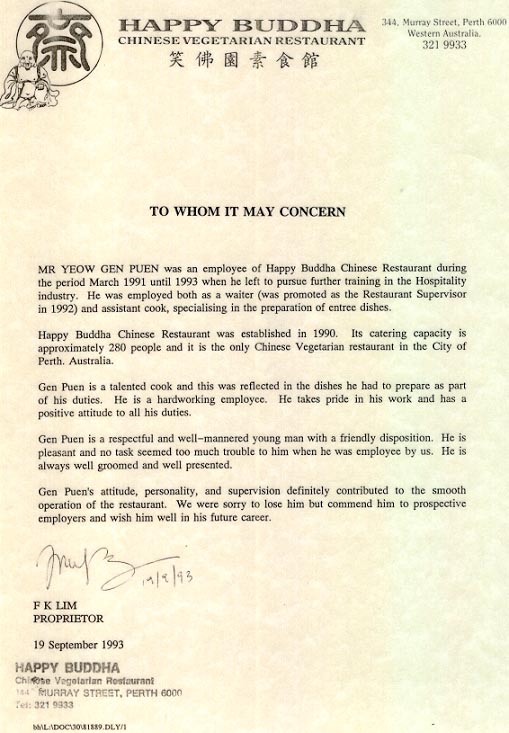 HAPPY BUDDHA
CHINESE VEGETARIAN RESTAURANT
笑佛園素食館
344, Murray Street, Perth 6000
Western Australia.
321 9933
TO WHOM IT MAY CONCERN
MR YEOW GEN PUEN was an employee of Happy Buddha Chinese Restaurant during
the period March 1991 until 1993 when he left to pursue further training in the Hospitality
industry. He was employed both as a waiter (was promoted as the Restaurant Supervisor
in 1992) and assistant cook, specialising in the preparation of entree dishes.
Happy Buddha Chinese Restaurant was established in 1990. Its catering capacity is
approximately 280 people and it is the only Chinese Vegetarian restaurant in the City of
Perth. Australia.
Gen Puen is a talented cook and this was reflected in the dishes he had to prepare as part
of his duties. He is a hardworking employee. He takes pride in his work and has a
positive attitude to all his duties.
Gen Puen is a respectful and well-mannered young man with a friendly disposition. He is
pleasant and no task seemed too much trouble to him when he was employee by us. He is
always well groomed and well presented.
Gen Puen's attitude, personality, and supervision definitely contributed to the smooth
operation of the restaurant. We were sorry to lose him but commend him to prospective
employers and wish him well in his future career.
19/9/93
F K LIM
PROPRIETOR
19 September 1993
HAPPY BUDDHA
Chinese Vegetarian Restaurant
MURRAY STREET, PERTH 6000
Tel: 321 9933
bb\L:\DOC\30\81889.DLY/1